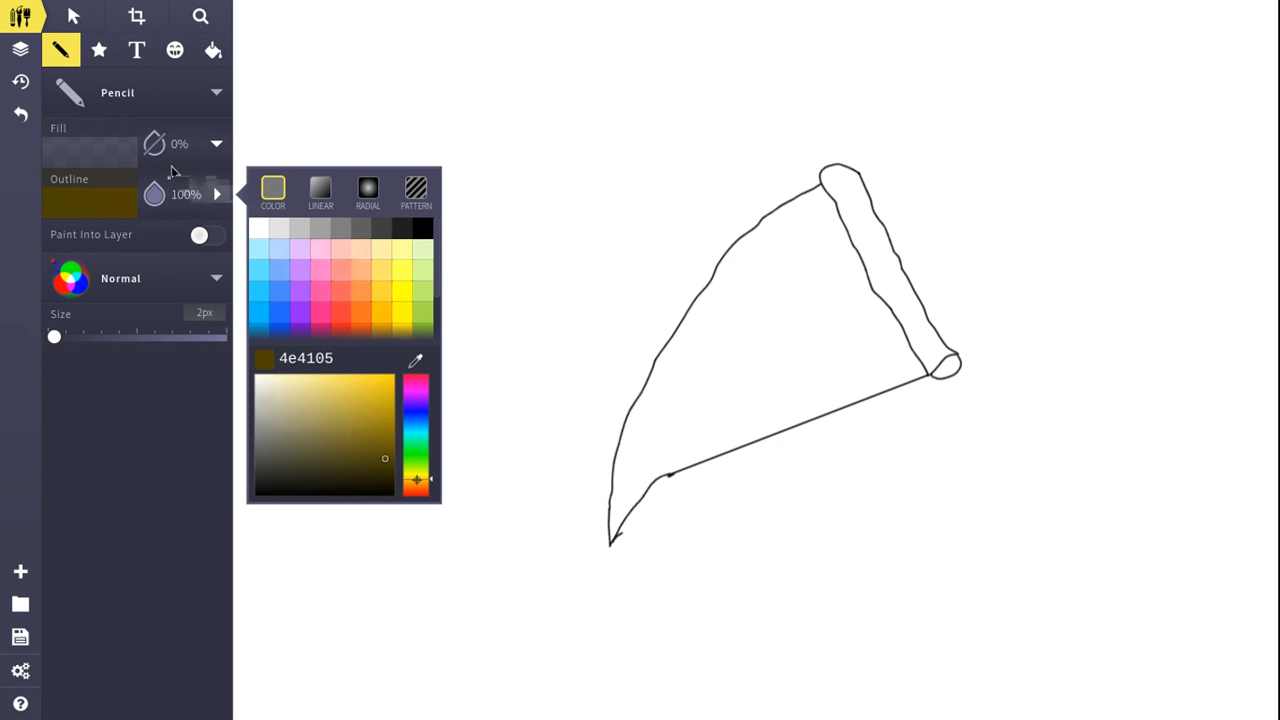 T
Pencil
Fill
0%
Outline
100%
COLOR LINEAR RADIAL PATTERN
Paint Into Layer
Normal
Size 2px
4e4105
?